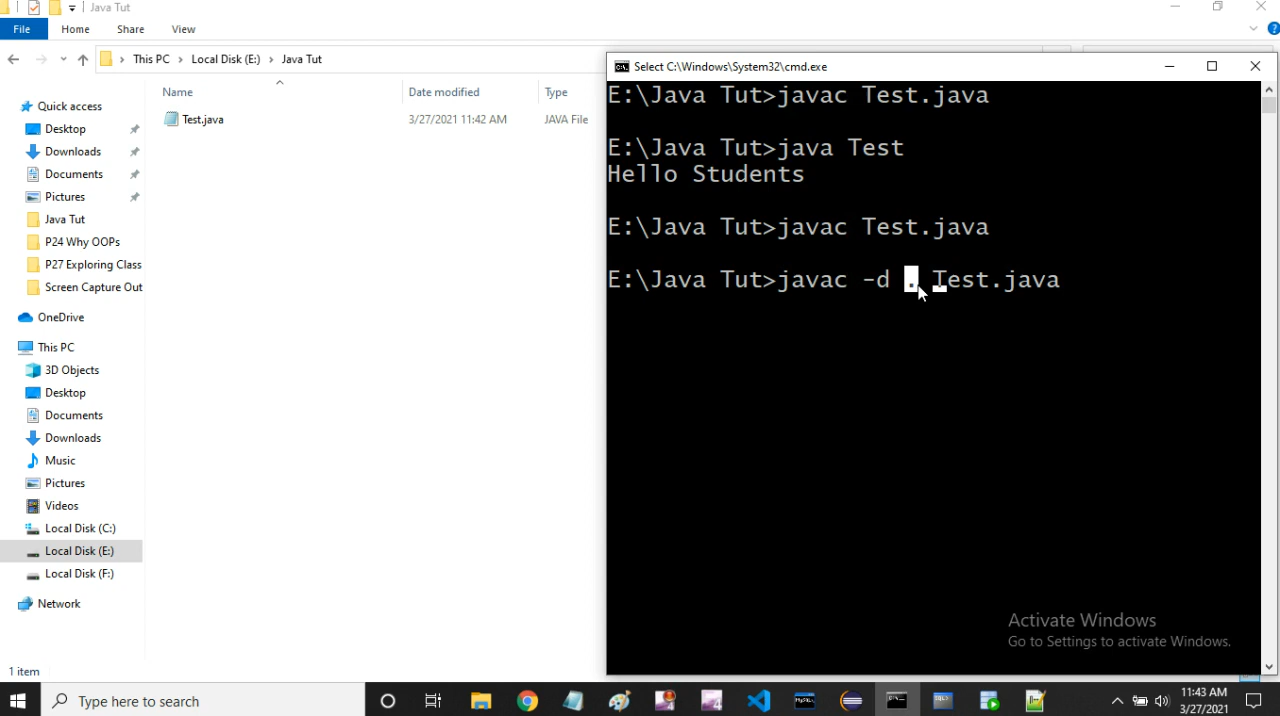 Java Tut
File Home Share View
This PC > Local Disk (E:) > Java Tut
Select C:\Windows\System32\cmd.exe
Name Date modified Type
Test.java 3/27/2021 11:42 AM JAVA File
Quick access
Desktop
Downloads
Documents
Pictures
Java Tut
P24 Why OOPs
P27 Exploring Class
Screen Capture Out
OneDrive
This PC
3D Objects
Desktop
Documents
Downloads
Music
Pictures
Videos
Local Disk (C:)
Local Disk (E:)
Local Disk (F:)
Network
1 item
E:\Java Tut>javac Test.java
E:\Java Tut>java Test
Hello Students
E:\Java Tut>javac Test.java
E:\Java Tut>javac -d . Test.java
Activate Windows
Go to Settings to activate Windows.
Type here to search
11:43 AM
3/27/2021